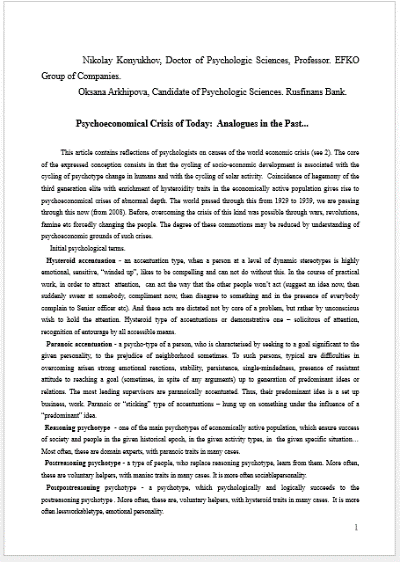 Nikolay Konyukhov, Doctor of Psychologic Sciences, Professor. EFKO
Group of Companies.
Oksana Arkhipova, Candidate of Psychologic Sciences. Rusfinans Bank.
Psychoeconomical Crisis of Today: Analogues in the Past...
This article contains reflections of psychologists on causes of the world economic crisis (see 2). The core
of the expressed conception consists in that the cycling of socio-economic development is associated with the
cycling of psychotype change in humans and with the cycling of solar activity. Coincidence of hegemony of the
third generation elite with enrichment of hysteroidity traits in the economically active population gives rise to
psychoeconomical crises of abnormal depth. The world passed through this from 1929 to 1939, we are passing
through this now (from 2008). Before, overcoming the crisis of this kind was possible through wars, revolutions,
famine etc forcedly changing the people. The degree of these commotions may be reduced by understanding of
psychoeconomic grounds of such crises.
Initial psychological terms.
Hysteroid accentuation - an accentuation type, when a person at a level of dynamic stereotypes is highly
emotional, sensitive, "winded up", likes to be compelling and can not do without this. In the course of practical
work, in order to attract attention, can act the way that the other people won't act (suggest an idea now, then
suddenly swear at somebody, compliment now, then disagree to something and in the presence of everybody
complain to Senior officer etc). And these acts are dictated not by core of a problem, but rather by unconscious
wish to hold the attention. Hysteroid type of accentuations or demonstrative one – solicitous of attention,
recognition of entourage by all accessible means.
Paranoic accentuation - a psycho-type of a person, who is characterised by seeking to a goal significant to the
given personality, to the prejudice of neighborhood sometimes. To such persons, typical are difficulties in
overcoming arisen strong emotional reactions, stability, persistence, single-mindedness, presence of resistant
attitude to reaching a goal (sometimes, in spite of any arguments) up to generation of predominant ideas or
relations. The most leading supervisors are paranoically accentuated. Thus, their predominant idea is a set up
business, work. Paranoic or "sticking" type of accentuations – hung up on something under the influence of a
"predominant" idea.
Reasoning psychotype - one of the main psychotypes of economically active population, which ensure success
of society and people in the given historical epoch, in the given activity types, in the given specific situation...
Most often, these are domain experts, with paranoic traits in many cases.
Postreasoning psychotype - a type of people, who replace reasoning psychotype, learn from them. More often,
these are voluntary helpers, with maniac traits in many cases. It is more often sociablepersonality.
Postpostreasoning psychotype - a psychotype, which psychologically and logically succeeds to the
postreasoning psychotype . More often, these are, voluntary helpers, with hysteroid traits in many cases. It is more
often lessworkabletype, emotional personality.
1